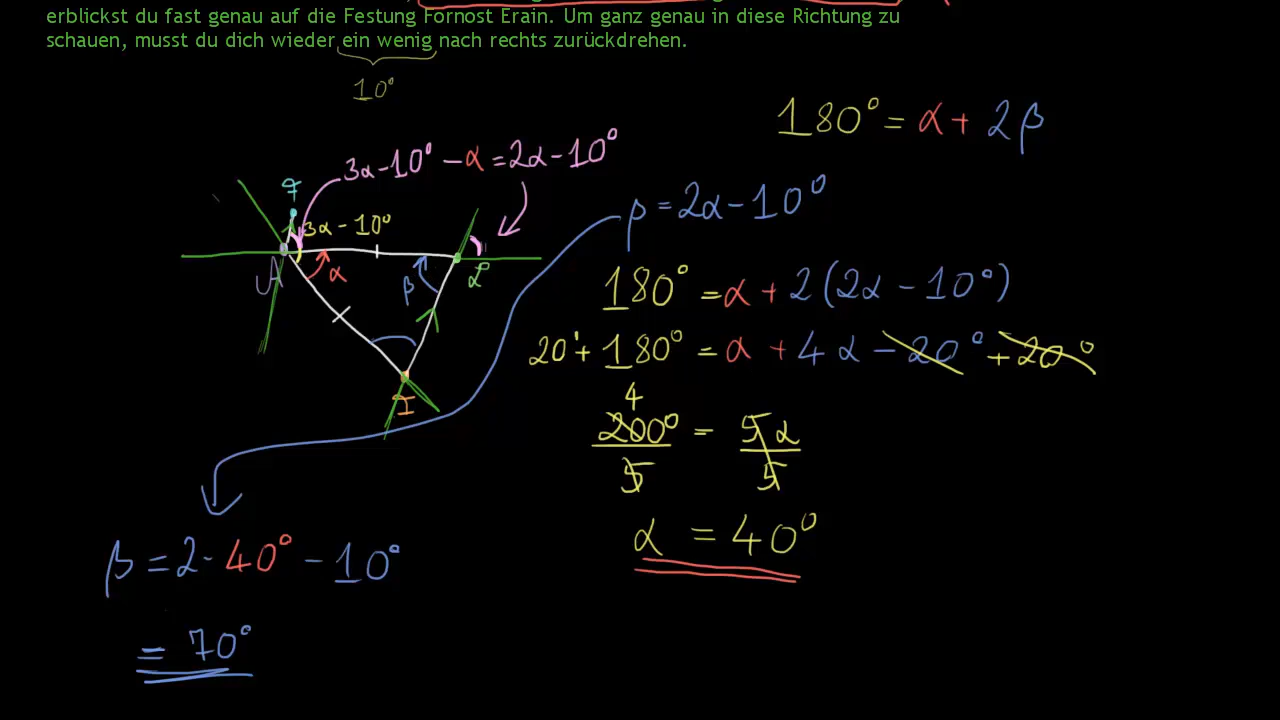 erblickst du fast genau auf die Festung Fornost Erain. Um ganz genau in diese Richtung zu
schauen, musst du dich wieder ein wenig nach rechts zurückdrehen.
10°
180° = α + 2β
3α - 10° - α = 2α - 10°
β = 2α - 10°
3α - 10°
A
α
β
L
I
180° = α + 2(2α - 10°)
20° + 180° = α + 4α - 20° + 20°
4
200° = 5α
5 5
α = 40°
β = 2 · 40° - 10°
= 70°